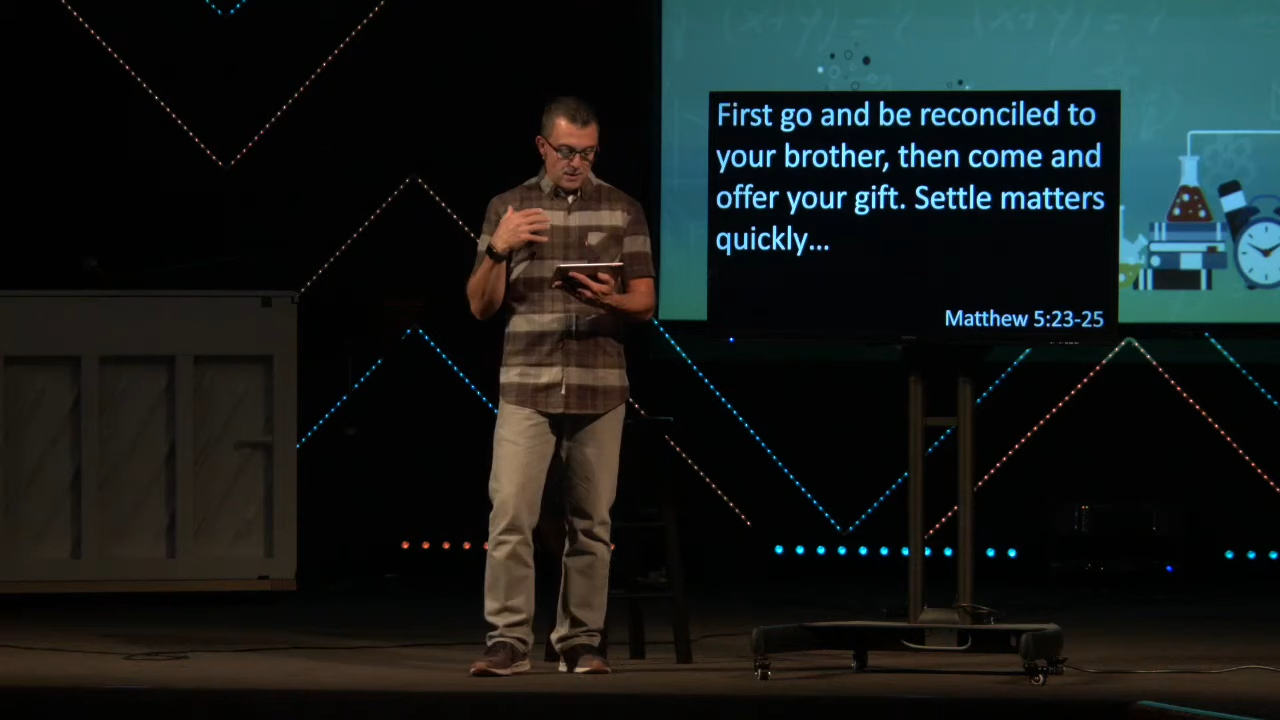 First go and be reconciled to
your brother, then come and
offer your gift. Settle matters
quickly...
Matthew 5:23-25